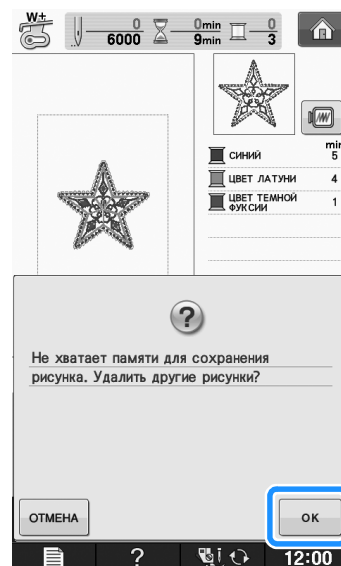 W+
0
6000
0min
9min
0
3
min
СИНИЙ 5
ЦВЕТ ЛАТУНИ 4
ЦВЕТ ТЕМНОЙ
ФУКСИИ 1
?
Не хватает памяти для сохранения
рисунка. Удалить другие рисунки?
ОТМЕНА
OK
?
12:00